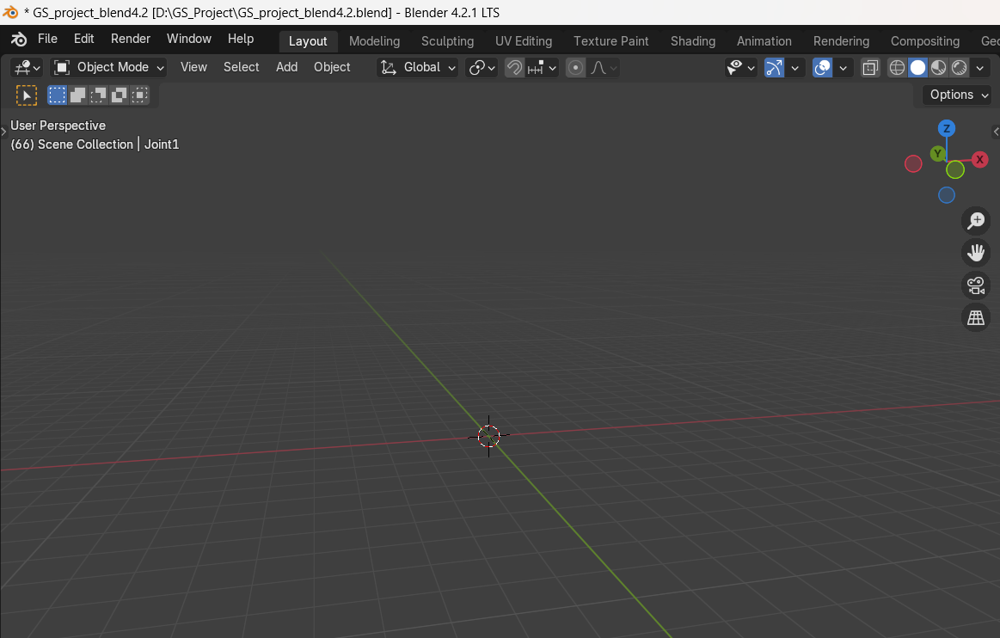 * GS_project_blend4.2 [D:\GS_Project\GS_project_blend4.2.blend] - Blender 4.2.1 LTS
File Edit Render Window Help Layout Modeling Sculpting UV Editing Texture Paint Shading Animation Rendering Compositing Geo
Object Mode View Select Add Object Global
Options
User Perspective
(66) Scene Collection | Joint1
Z
Y X